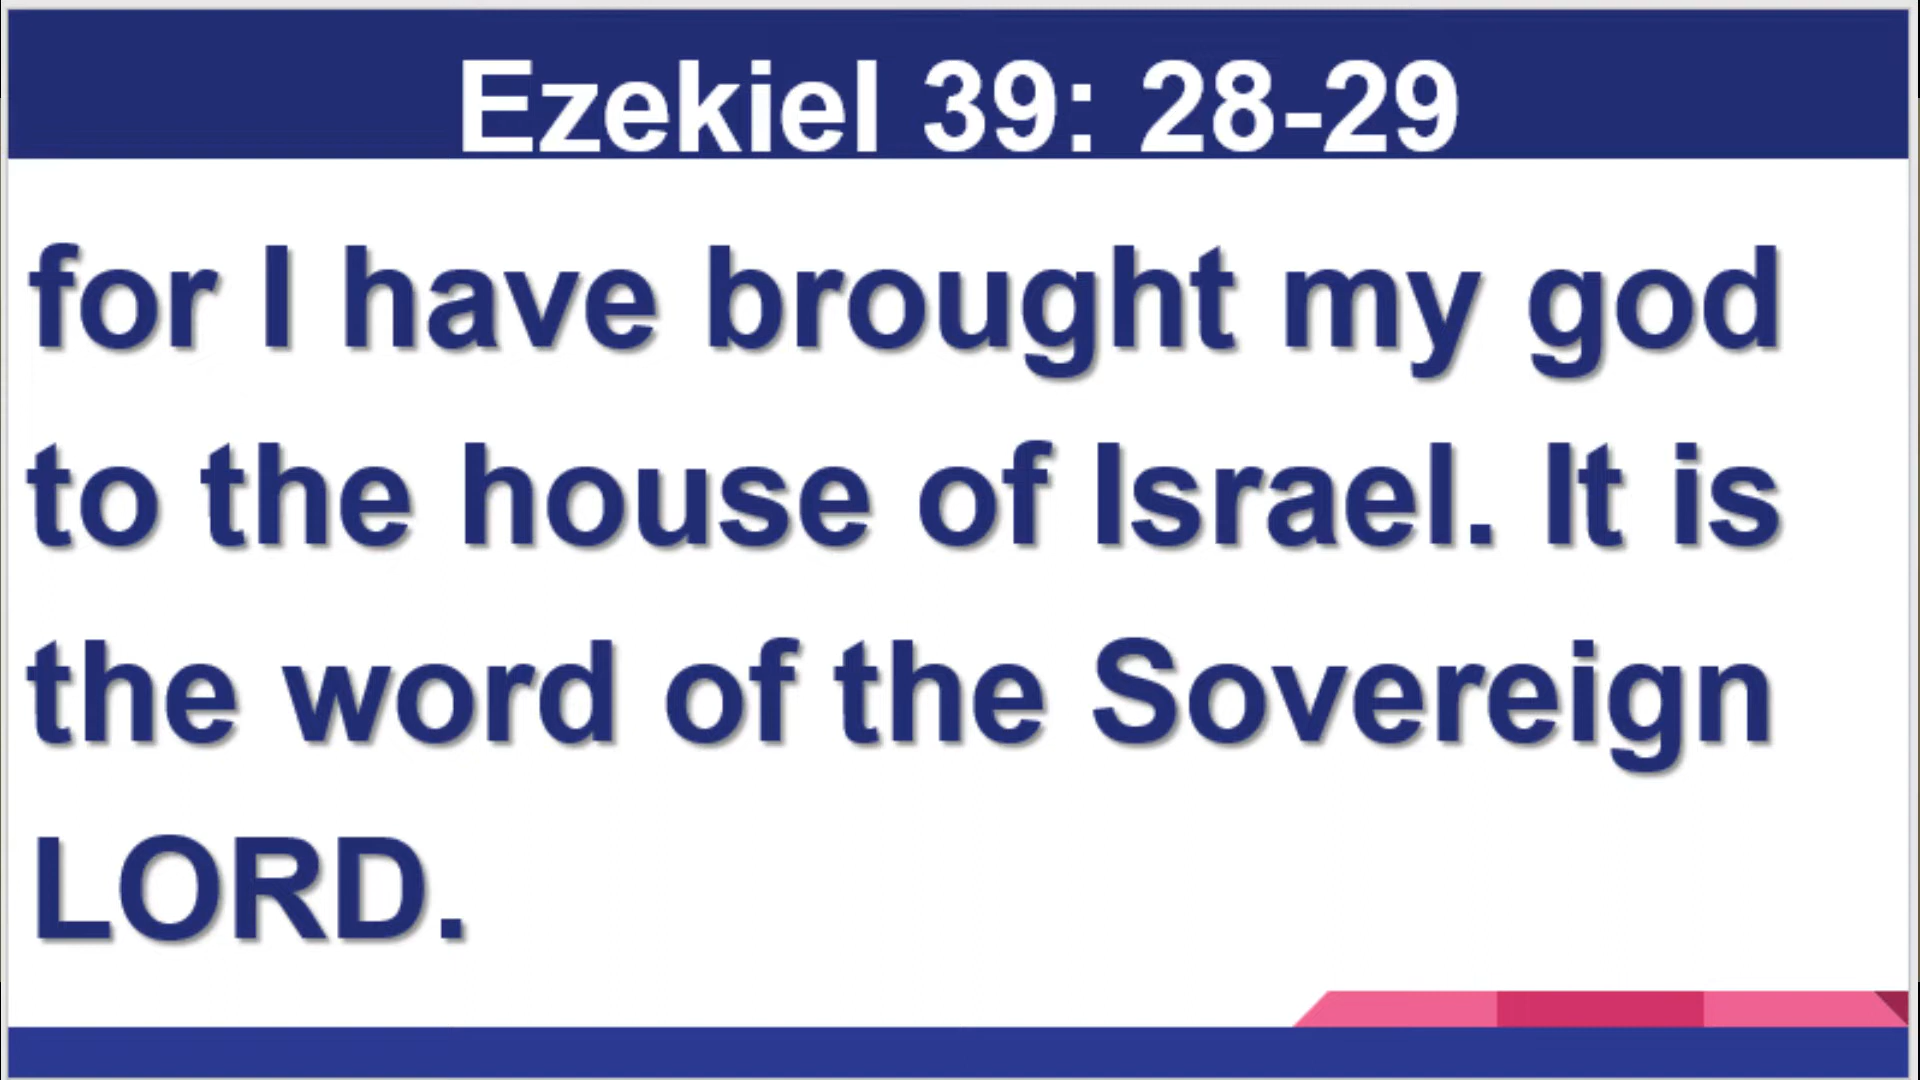 Ezekiel 39: 28-29
for I have brought my god
to the house of Israel. It is
the word of the Sovereign
LORD.